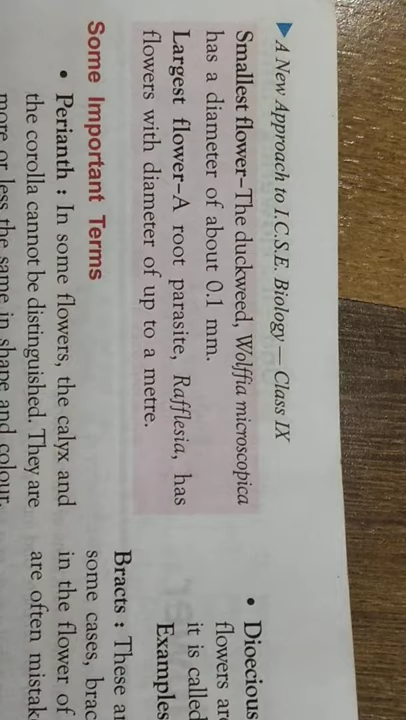 ▶A New Approach to I.C.S.E. Biology — Class IX
Smallest flower–The duckweed, Wolffia microscopica
has a diameter of about 0.1 mm.
Largest flower–A root parasite, Rafflesia, has
flowers with diameter of up to a metre.
Some Important Terms
• Perianth : In some flowers, the calyx and
the corolla cannot be distinguished. They are
more or less the same in shape and colour.
• Dioecious
flowers are
it is called
Examples
Bracts : These
some cases,
in the flower of
are often